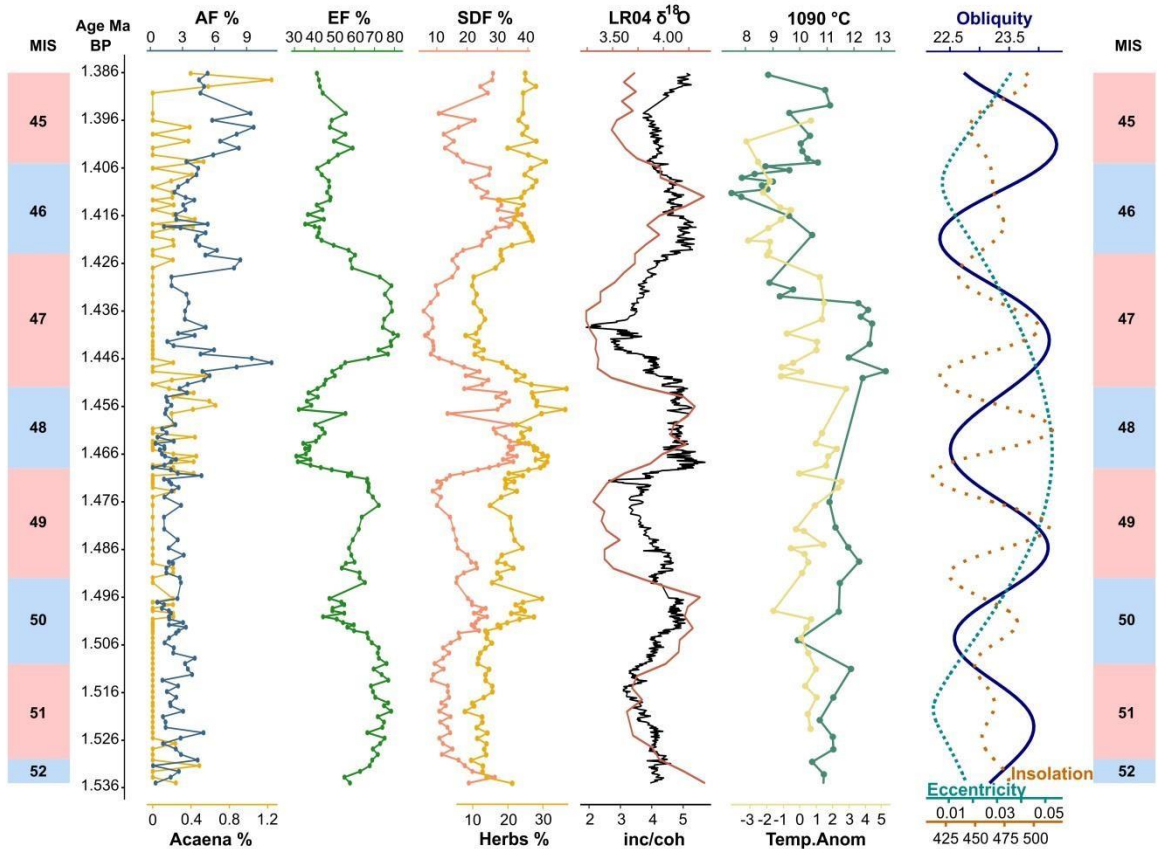 AF % EF % SDF % LR04 δ18O 1090 °C Obliquity
Age Ma
BP
MIS MIS
0 3 6 9 12 30 40 50 60 70 80 10 20 30 40 3.50 4.00 4.50 8 9 10 11 12 13 22.5 23.5
1.386
45 1.396 45
1.406
46 1.416 46
1.426
47 1.436 47
1.446
48 1.456 48
1.466
49 1.476 49
1.486
50 1.496 50
1.506
51 1.516 51
1.526
52 1.536 52
Insolation
Eccentricity
0 0.4 0.8 1.2 10 20 30 2 3 4 5 -3 -2 -1 0 1 2 3 4 5 0.01 0.03 0.05
Acaena % Herbs % inc/coh Temp.Anom 425 450 475 500